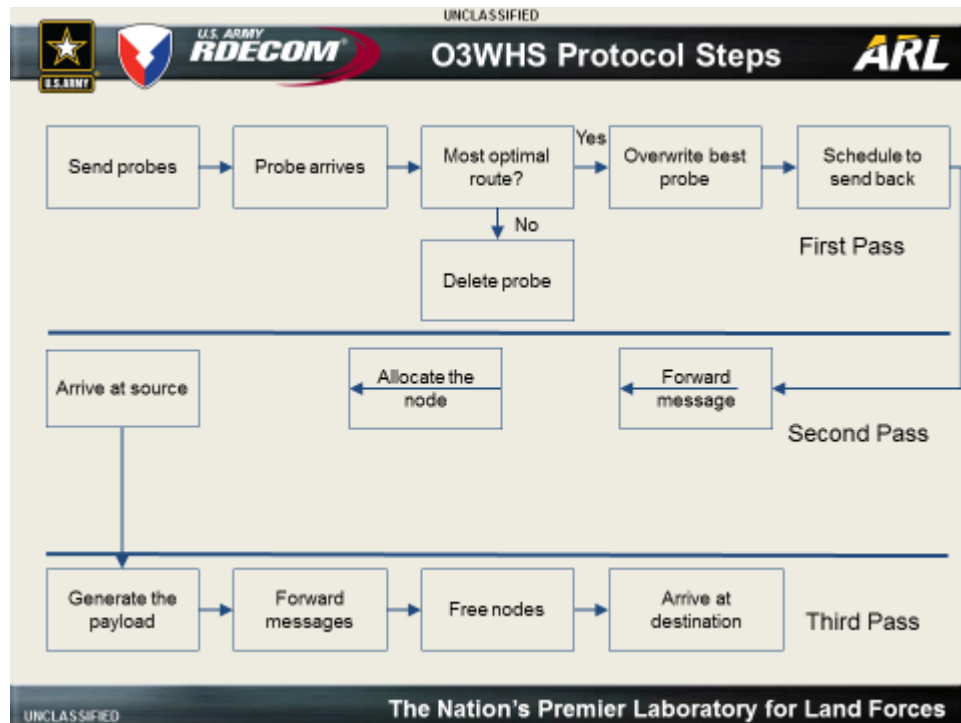 UNCLASSIFIED
U.S. ARMY
U.S. ARMY
RDECOM®
O3WHS Protocol Steps
ARL
Send probes
Probe arrives
Most optimal
route?
Yes
Overwrite best
probe
Schedule to
send back
No
First Pass
Delete probe
Arrive at source
Allocate the
node
Forward
message
Second Pass
Generate the
payload
Forward
messages
Free nodes
Arrive at
destination
Third Pass
UNCLASSIFIED
The Nation's Premier Laboratory for Land Forces